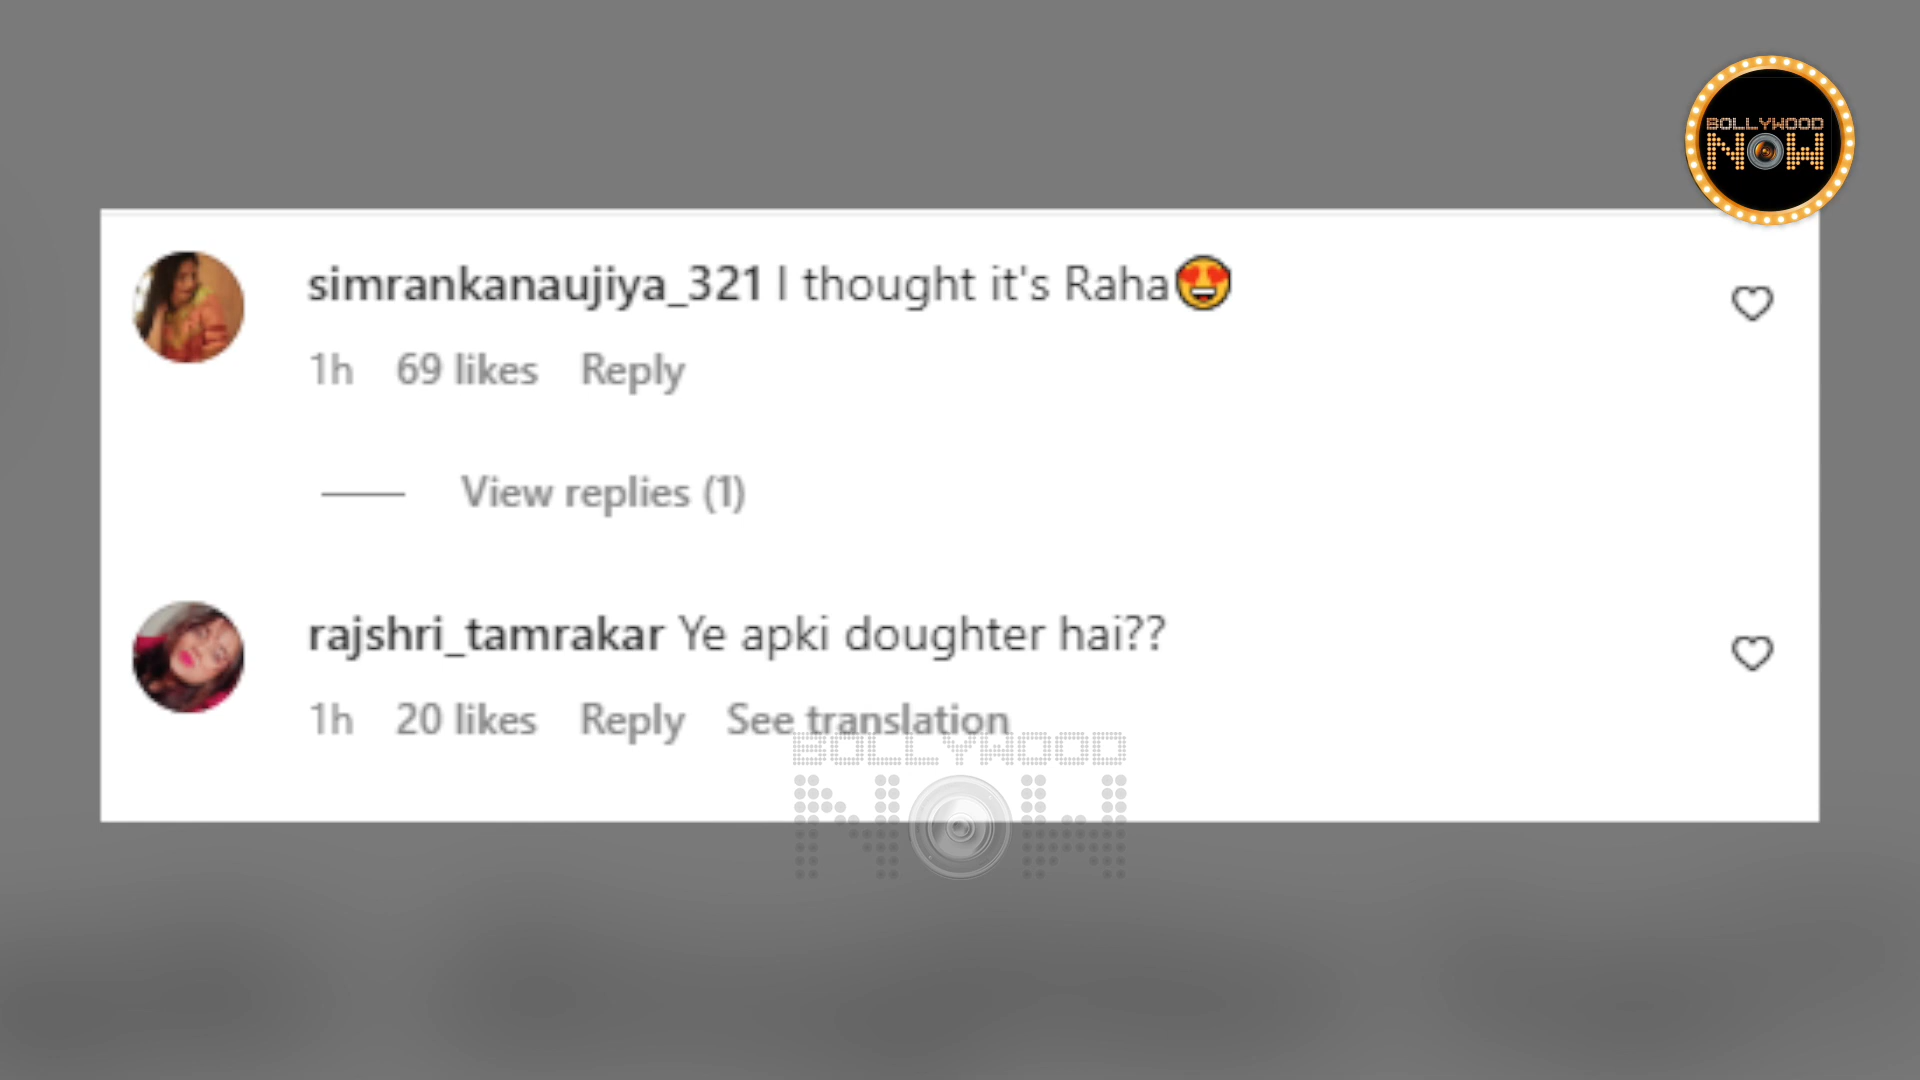 BOLLYWOOD
NOW
simrankanaujiya_321 I thought it's Raha😍
1h 69 likes Reply
View replies (1)
rajshri_tamrakar Ye apki doughter hai??
1h 20 likes Reply See translation
BOLLYWOOD
NOW